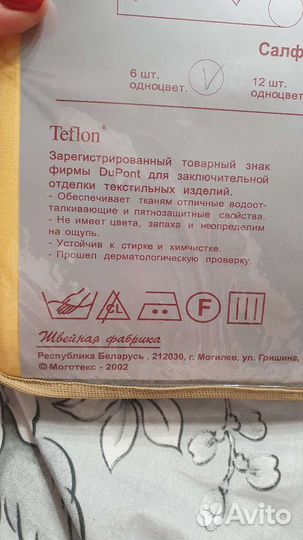 Салф
6 шт.
одноцвет.
12 шт.
одноцвет.
Teflon®
Зарегистрированный товарный знак
фирмы DuPont для заключительной
отделки текстильных изделий.
- Обеспечивает тканям отличные водоот-
талкивающие и пятнозащитные свойства.
- Не имеет цвета, запаха и неопределим
на ощупь.
- Устойчив к стирке и химчистке.
- Прошел дерматологическую проверку.
CL
F
Швейная фабрика
Республика Беларусь , 212030, г. Могилев, ул. Гришина,
© Моготекс - 2002
Avito